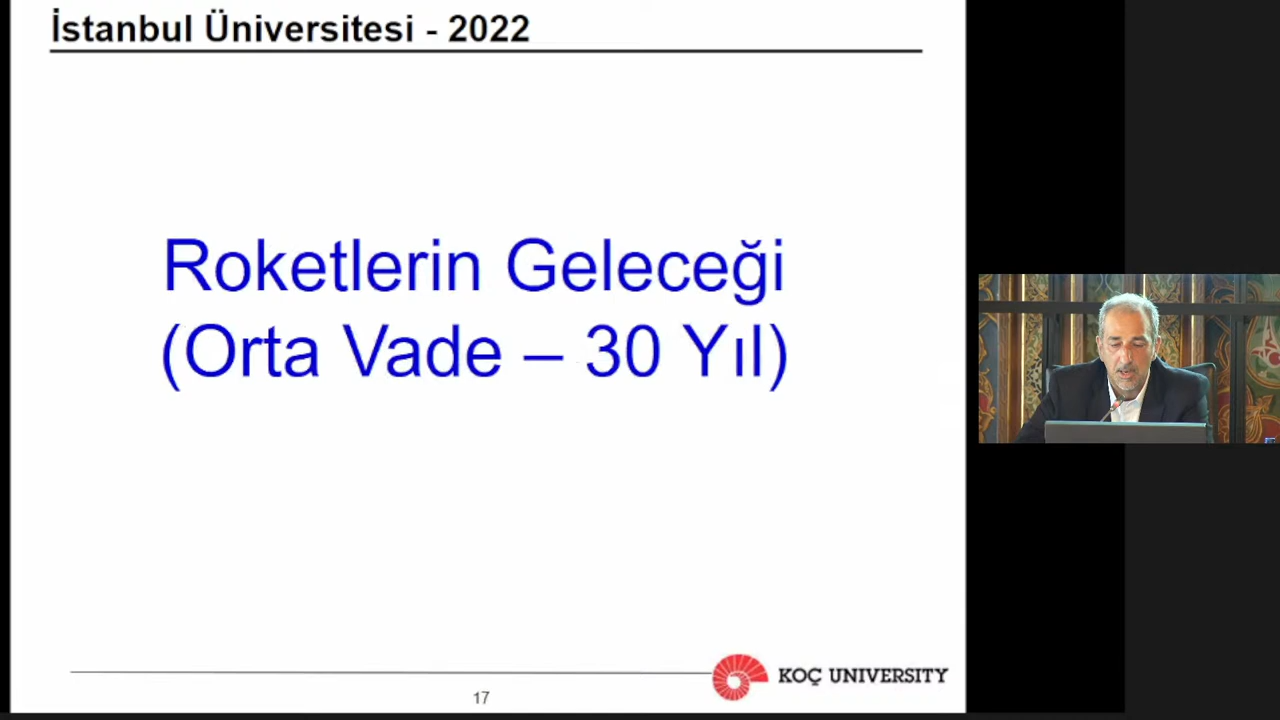 İstanbul Üniversitesi - 2022
Roketlerin Geleceği
(Orta Vade – 30 Yıl)
KOÇ UNIVERSITY
17